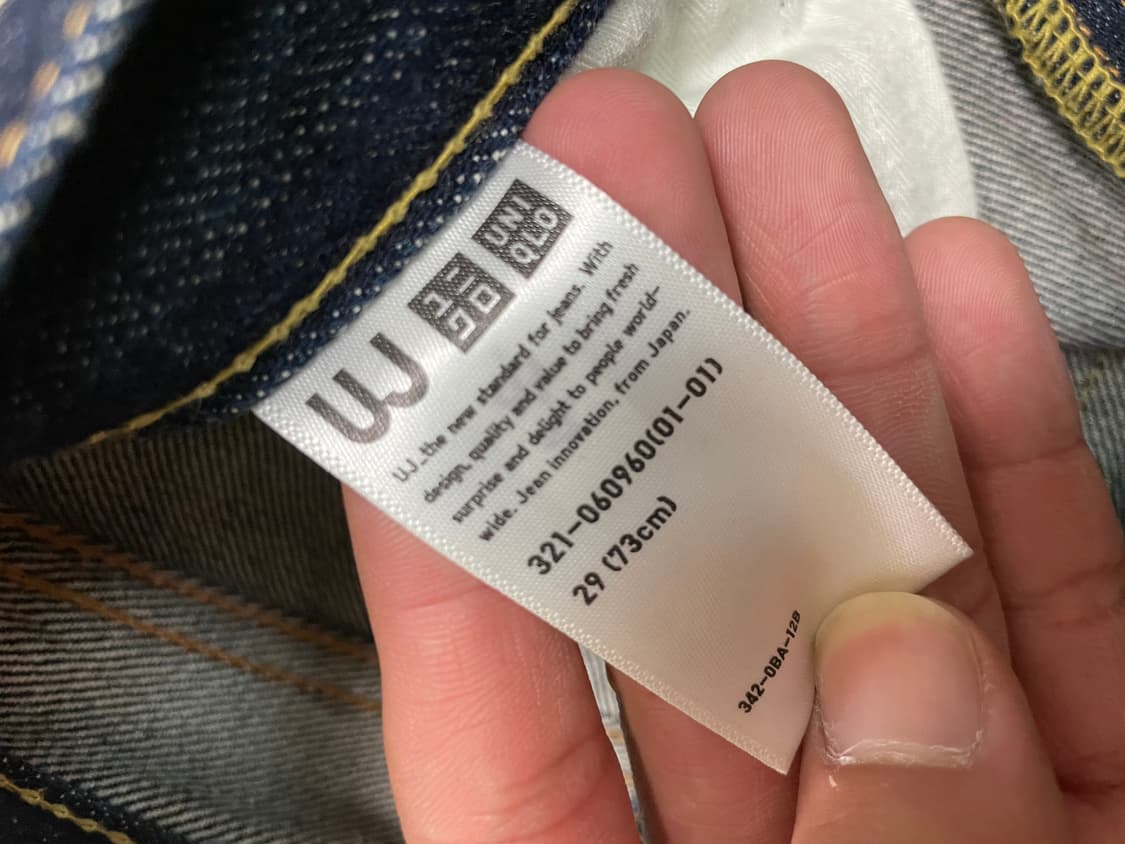 UJ
ユニ
クロ
UNI
QLO
UJ.the new standard for jeans. With
design, quality and value to bring fresh
surprise and delight to people world-
wide. Jean innovation, from Japan.
321-060960(01-01)
29 (73cm)
342-0BA-12B